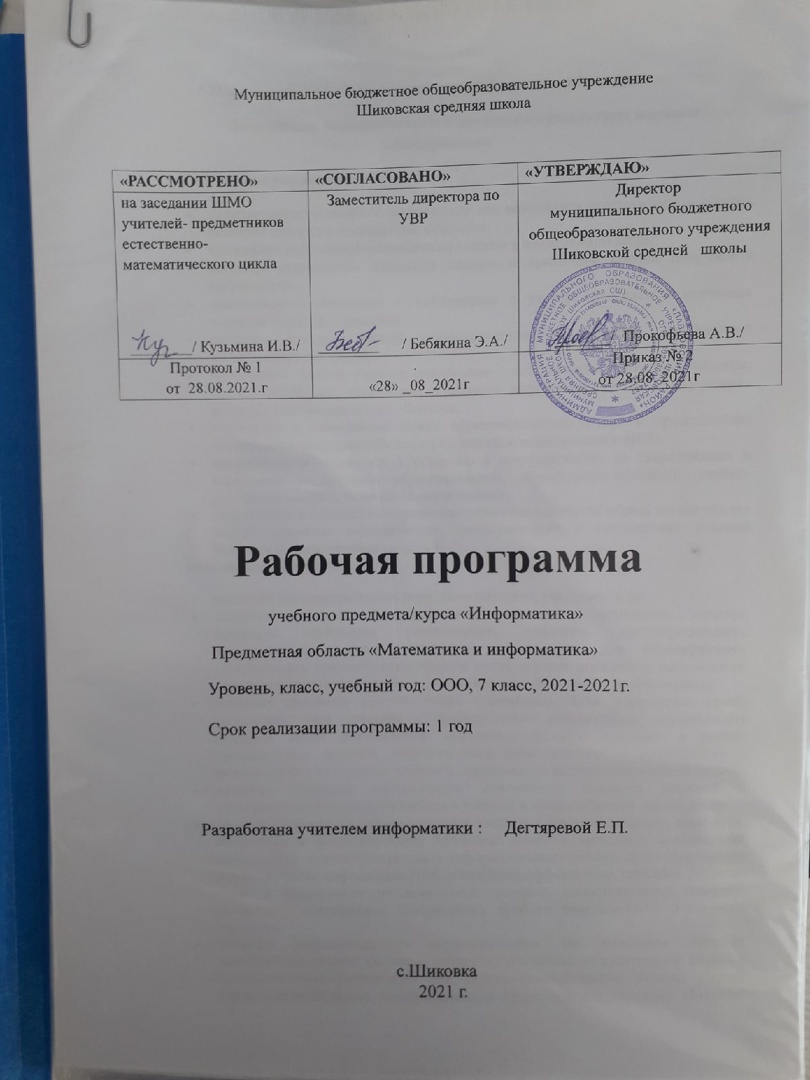 Муниципальное бюджетное общеобразовательное учреждение
Шиковская средняя школа
«РАССМОТРЕНО»
на заседании ШМО
учителей- предметников
естественно-
математического цикла
/ Кузьмина И.В./
Протокол № 1
от 28.08.2021.г
«СОГЛАСОВАНО»
Заместитель директора по
УВР
/ Бебякина Э.А./
«28» _08_2021г
«УТВЕРЖДАЮ»
Директор
муниципального бюджетного
общеобразовательного учреждения
Шиковской средней школы
/ Прокофьева А.В./
Приказ № 2
от 28.08_2021г
Рабочая программа
учебного предмета/курса «Информатика»
Предметная область «Математика и информатика»
Уровень, класс, учебный год: ООО, 7 класс, 2021-2021г.
Срок реализации программы: 1 год
Разработана учителем информатики : Дегтяревой Е.П.
с.Шиковка
2021 г.